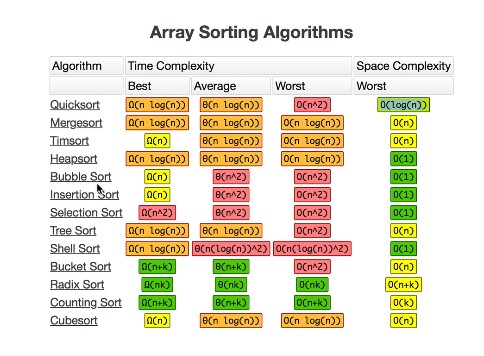 Array Sorting Algorithms
Algorithm Time Complexity Space Complexity
Best Average Worst Worst
Quicksort Ω(n log(n)) θ(n log(n)) O(n^2) O(log(n))
Mergesort Ω(n log(n)) θ(n log(n)) O(n log(n)) O(n)
Timsort Ω(n) θ(n log(n)) O(n log(n)) O(n)
Heapsort Ω(n log(n)) θ(n log(n)) O(n log(n)) O(1)
Bubble Sort Ω(n) θ(n^2) O(n^2) O(1)
Insertion Sort Ω(n) θ(n^2) O(n^2) O(1)
Selection Sort Ω(n^2) θ(n^2) O(n^2) O(1)
Tree Sort Ω(n log(n)) θ(n log(n)) O(n^2) O(n)
Shell Sort Ω(n log(n)) θ(n(log(n))^2) O(n(log(n))^2) O(1)
Bucket Sort Ω(n+k) θ(n+k) O(n^2) O(n)
Radix Sort Ω(nk) θ(nk) O(nk) O(n+k)
Counting Sort Ω(n+k) θ(n+k) O(n+k) O(k)
Cubesort Ω(n) θ(n log(n)) O(n log(n)) O(n)